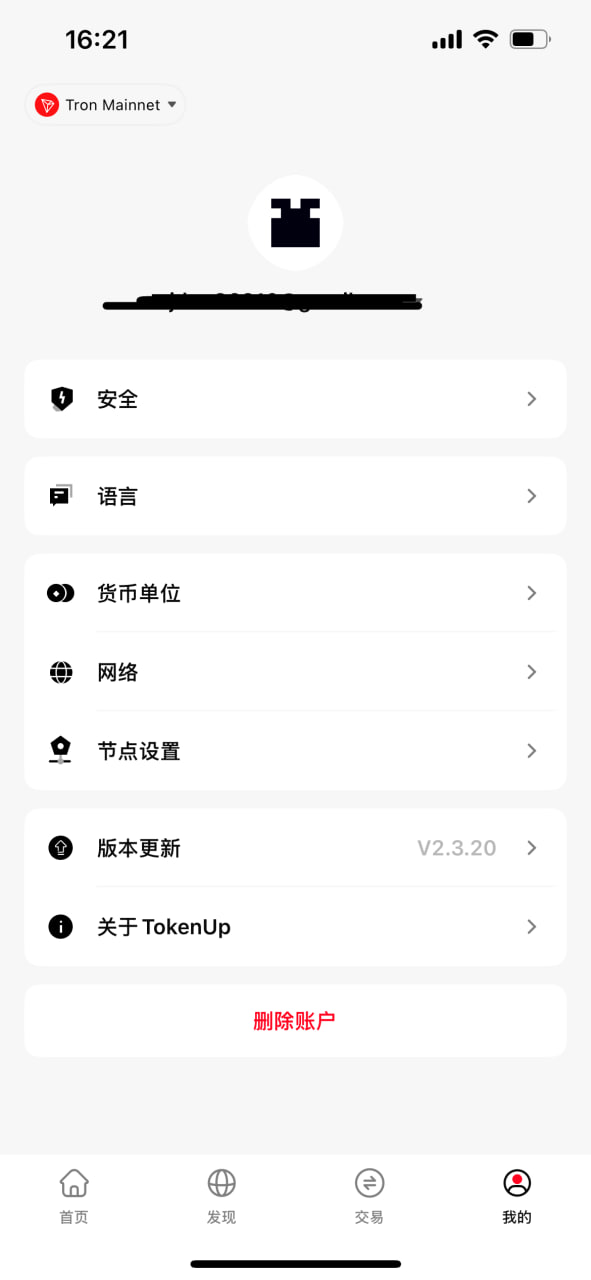 16:21
Tron Mainnet
安全
语言
货币单位
网络
节点设置
版本更新 V2.3.20
关于 TokenUp
删除账户
首页 发现 交易 我的